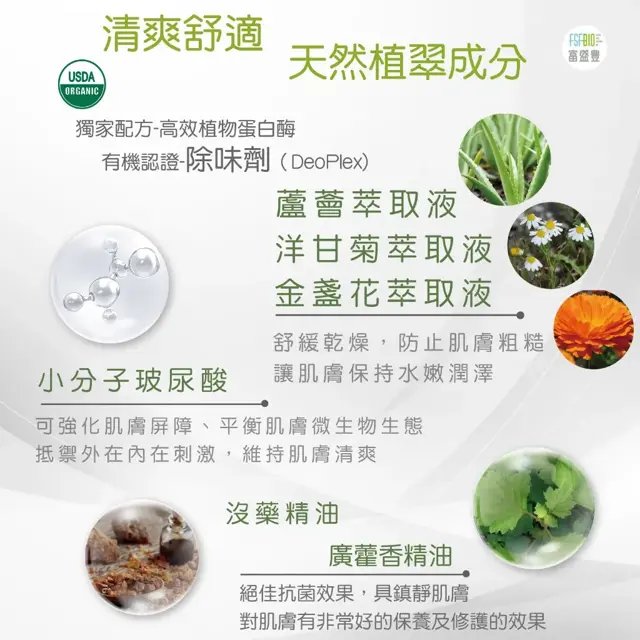 清爽舒適
天然植翠成分
FSFBIO
富盛豐
USDA
ORGANIC
獨家配方-高效植物蛋白酶
有機認證-除味劑（DeoPlex）
蘆薈萃取液
洋甘菊萃取液
金盞花萃取液
舒緩乾燥，防止肌膚粗糙
讓肌膚保持水嫩潤澤
小分子玻尿酸
可強化肌膚屏障、平衡肌膚微生物生態
抵禦外在內在刺激，維持肌膚清爽
沒藥精油
廣藿香精油
絕佳抗菌效果，具鎮靜肌膚
對肌膚有非常好的保養及修護的效果